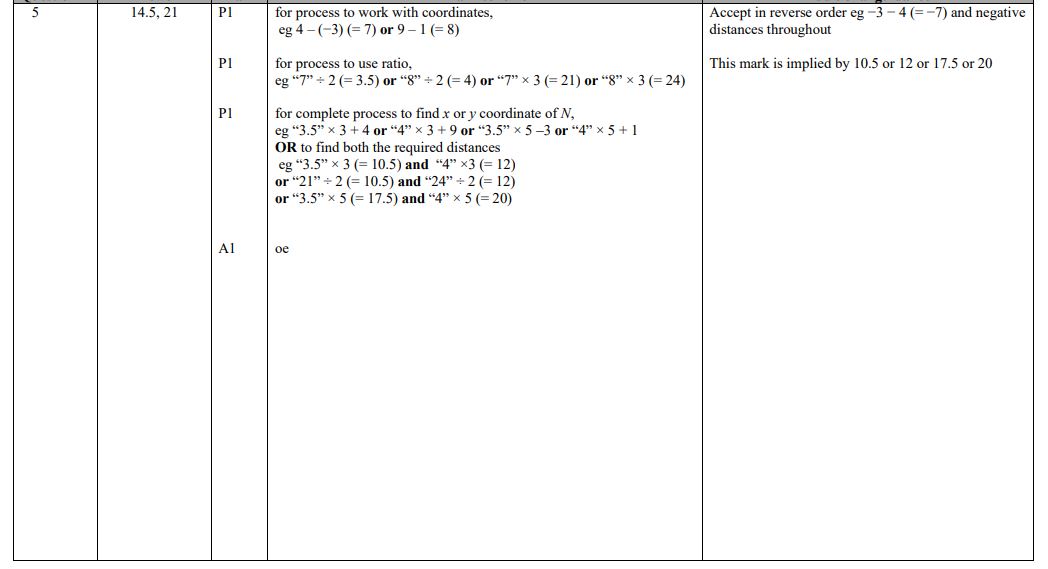 5 14.5, 21 P1 for process to work with coordinates, Accept in reverse order eg −3 – 4 (= −7) and negative
eg 4 – (−3) (= 7) or 9 – 1 (= 8) distances throughout
P1 for process to use ratio, This mark is implied by 10.5 or 12 or 17.5 or 20
eg “7” ÷ 2 (= 3.5) or “8” ÷ 2 (= 4) or “7” × 3 (= 21) or “8” × 3 (= 24)
P1 for complete process to find x or y coordinate of N,
eg “3.5” × 3 + 4 or “4” × 3 + 9 or “3.5” × 5 –3 or “4” × 5 + 1
OR to find both the required distances
eg “3.5” × 3 (= 10.5) and “4” ×3 (= 12)
or “21” ÷ 2 (= 10.5) and “24” ÷ 2 (= 12)
or “3.5” × 5 (= 17.5) and “4” × 5 (= 20)
A1 oe